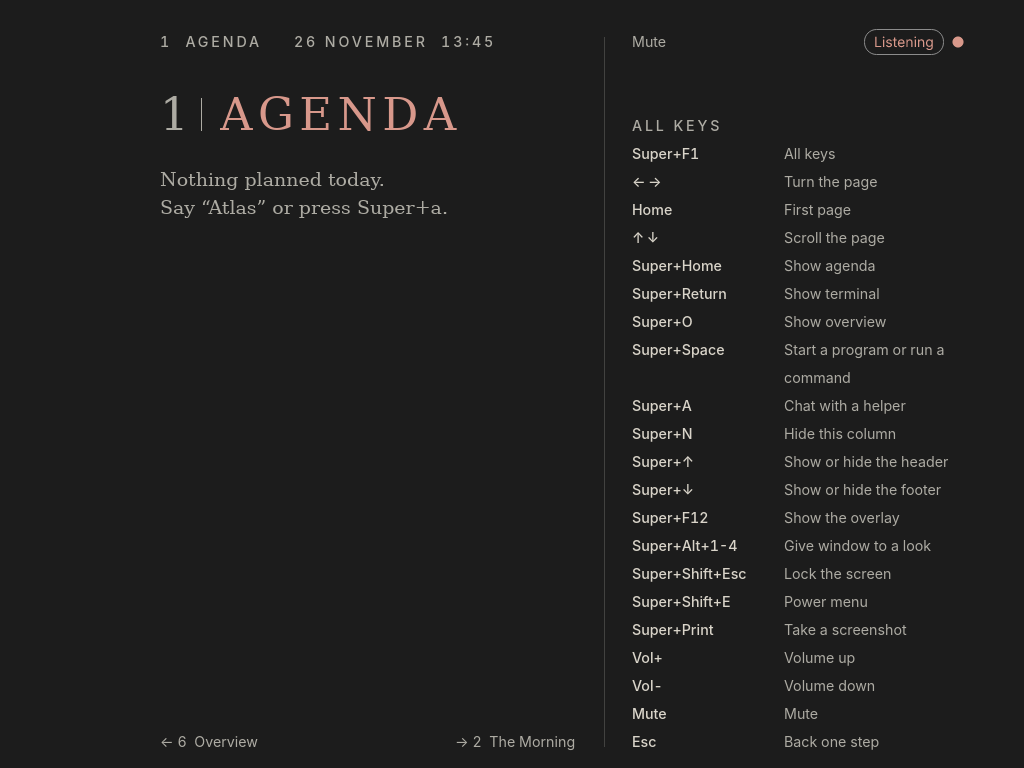 1 AGENDA 26 NOVEMBER 13:45
1 AGENDA
Nothing planned today.
Say “Atlas” or press Super+a.
← 6 Overview
→ 2 The Morning
Mute
Listening
ALL KEYS
Super+F1 All keys
← → Turn the page
Home First page
↑ ↓ Scroll the page
Super+Home Show agenda
Super+Return Show terminal
Super+O Show overview
Super+Space Start a program or run a
command
Super+A Chat with a helper
Super+N Hide this column
Super+↑ Show or hide the header
Super+↓ Show or hide the footer
Super+F12 Show the overlay
Super+Alt+1-4 Give window to a look
Super+Shift+Esc Lock the screen
Super+Shift+E Power menu
Super+Print Take a screenshot
Vol+ Volume up
Vol- Volume down
Mute Mute
Esc Back one step